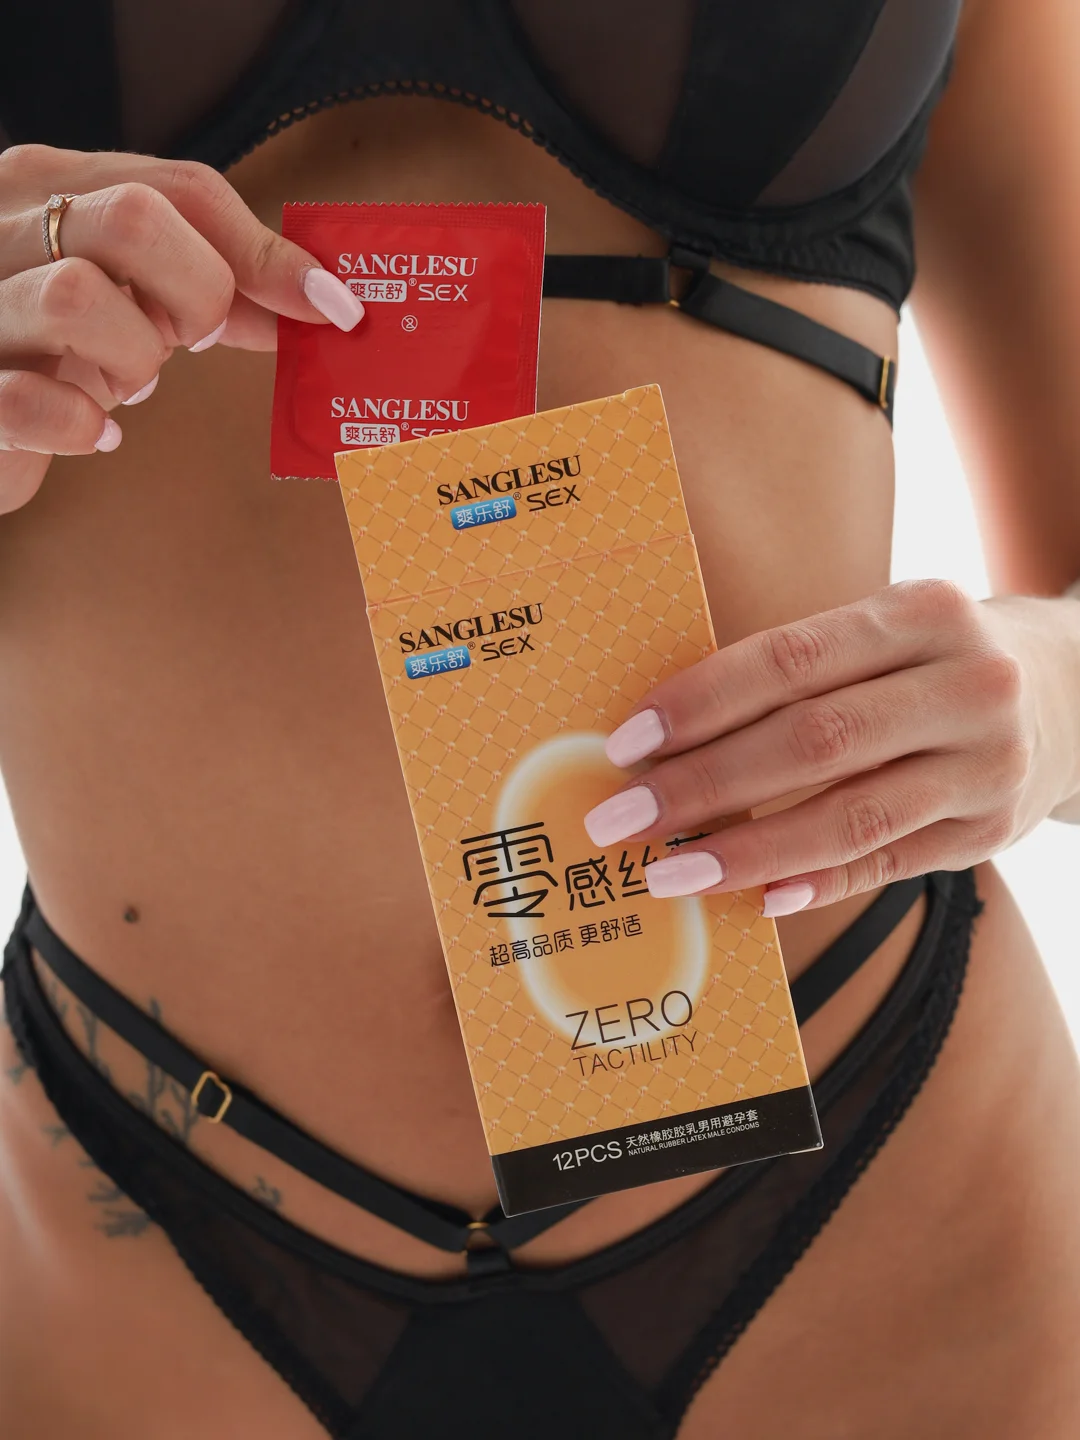 SANGLESU
爽乐舒® SEX
SANGLESU
爽乐舒® SEX
SANGLESU
爽乐舒® SEX
SANGLESU
爽乐舒® SEX
零感丝
超高品质 更舒适
ZERO
TACTILITY
12PCS
天然橡胶胶乳男用避孕套
NATURAL RUBBER LATEX MALE CONDOMS